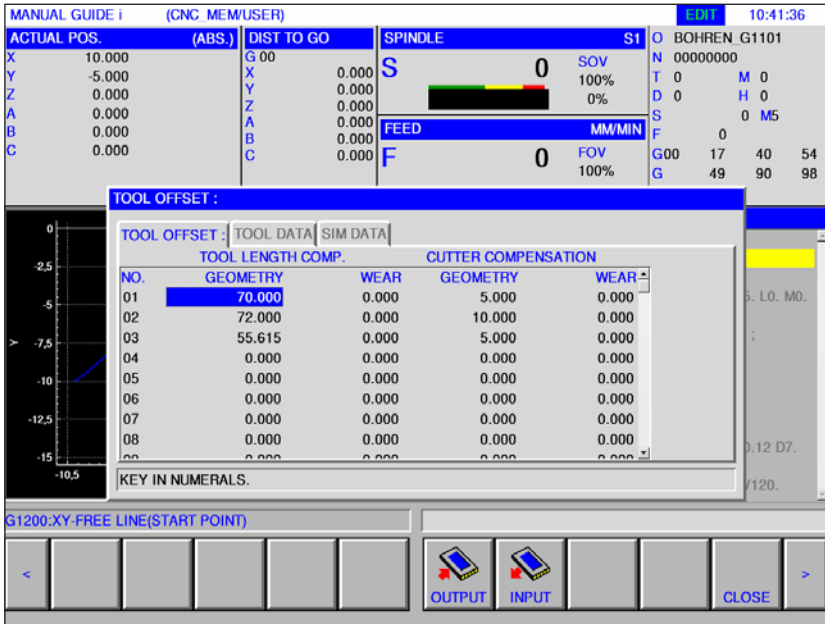 MANUAL GUIDE i (CNC_MEM/USER) EDIT 10:41:36
ACTUAL POS. (ABS.)
X 10.000
Y -5.000
Z 0.000
A 0.000
B 0.000
C 0.000
DIST TO GO
G 00
X 0.000
Y 0.000
Z 0.000
A 0.000
B 0.000
C 0.000
SPINDLE S1
S 0 SOV
100%
0%
FEED MM/MIN
F 0 FOV
100%
O BOHREN_G1101
N 00000000
T 0 M 0
D 0 H 0
S 0 M5
F 0
G00 17 40 54
G 49 90 98
TOOL OFFSET :
TOOL OFFSET : TOOL DATA SIM DATA
TOOL LENGTH COMP. CUTTER COMPENSATION
NO. GEOMETRY WEAR GEOMETRY WEAR
01 70.000 0.000 5.000 0.000
02 72.000 0.000 10.000 0.000
03 55.615 0.000 5.000 0.000
04 0.000 0.000 0.000 0.000
05 0.000 0.000 0.000 0.000
06 0.000 0.000 0.000 0.000
07 0.000 0.000 0.000 0.000
08 0.000 0.000 0.000 0.000
KEY IN NUMERALS.
0
-2,5
-5
Y -7,5
-10
-12,5
-15
-10,5
L0. M0.
;
D7.
G1200:XY-FREE LINE(START POINT)
< OUTPUT INPUT CLOSE >